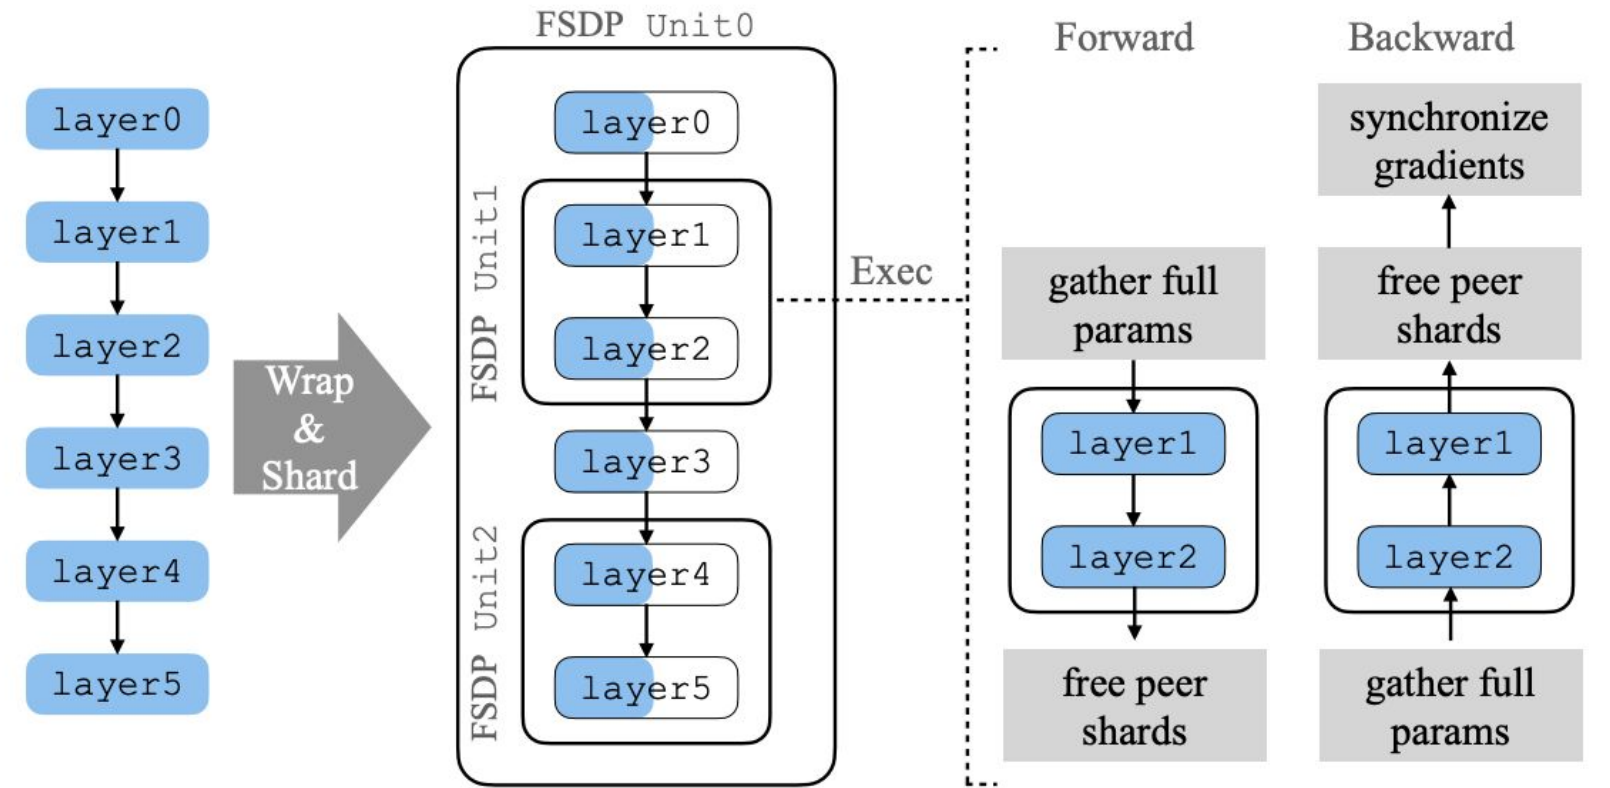 layer0
layer1
layer2
layer3
layer4
layer5
Wrap
&
Shard
FSDP Unit0
layer0
FSDP Unit1
layer1
layer2
layer3
FSDP Unit2
layer4
layer5
Exec
Forward
gather full
params
layer1
layer2
free peer
shards
Backward
synchronize
gradients
free peer
shards
layer1
layer2
gather full
params